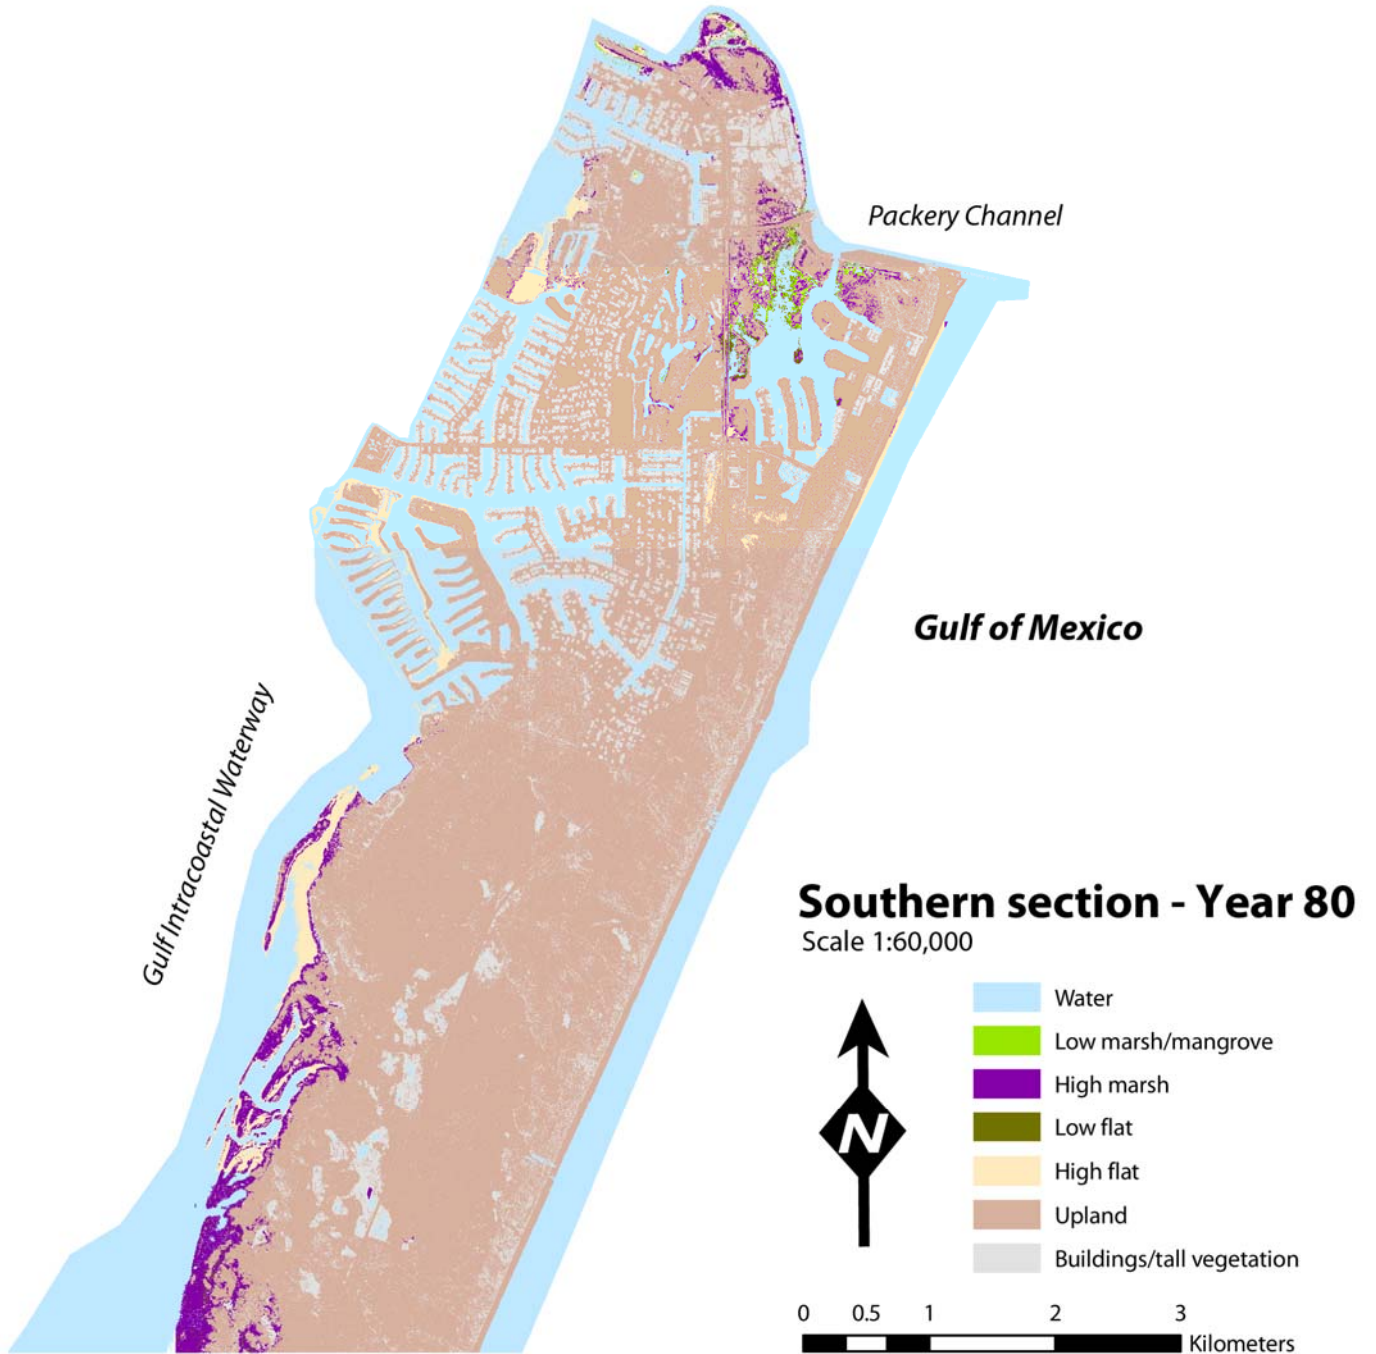 Packery Channel
Gulf of Mexico
Gulf Intracoastal Waterway
Southern section - Year 80
Scale 1:60,000
Water
Low marsh/mangrove
High marsh
Low flat
High flat
Upland
Buildings/tall vegetation
N
0 0.5 1 2 3
Kilometers